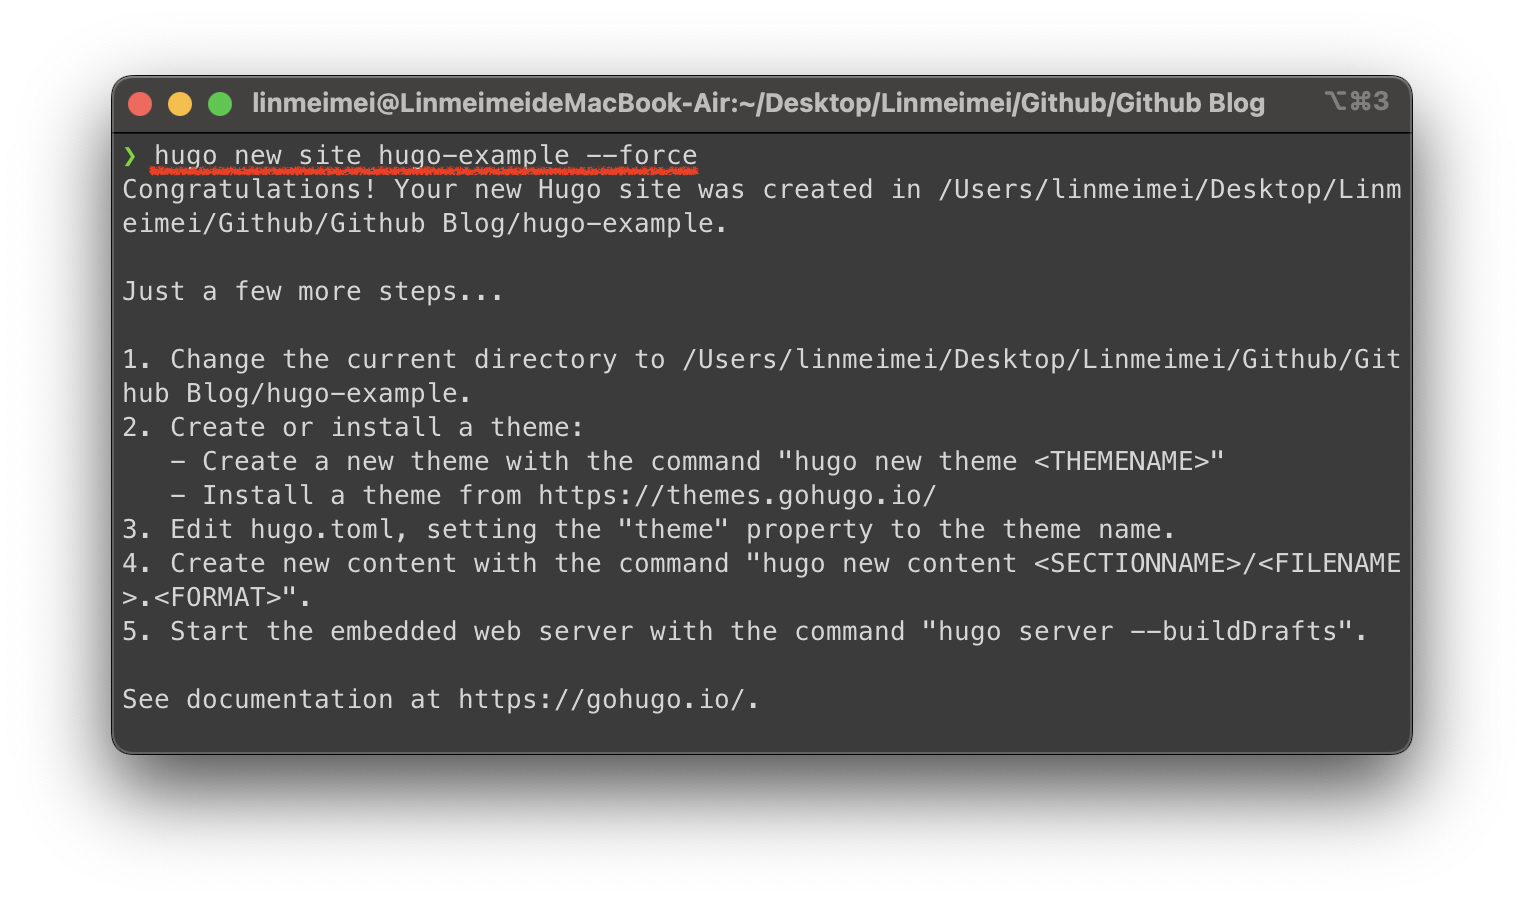 linmeimei@LinmeimeideMacBook-Air:~/Desktop/Linmeimei/Github/Github Blog ⌥⌘3
❯ hugo new site hugo-example --force
Congratulations! Your new Hugo site was created in /Users/linmeimei/Desktop/Linm
eimei/Github/Github Blog/hugo-example.
Just a few more steps...
1. Change the current directory to /Users/linmeimei/Desktop/Linmeimei/Github/Git
hub Blog/hugo-example.
2. Create or install a theme:
   - Create a new theme with the command "hugo new theme <THEMENAME>"
   - Install a theme from https://themes.gohugo.io/
3. Edit hugo.toml, setting the "theme" property to the theme name.
4. Create new content with the command "hugo new content <SECTIONNAME>/<FILENAME
>.<FORMAT>".
5. Start the embedded web server with the command "hugo server --buildDrafts".
See documentation at https://gohugo.io/.